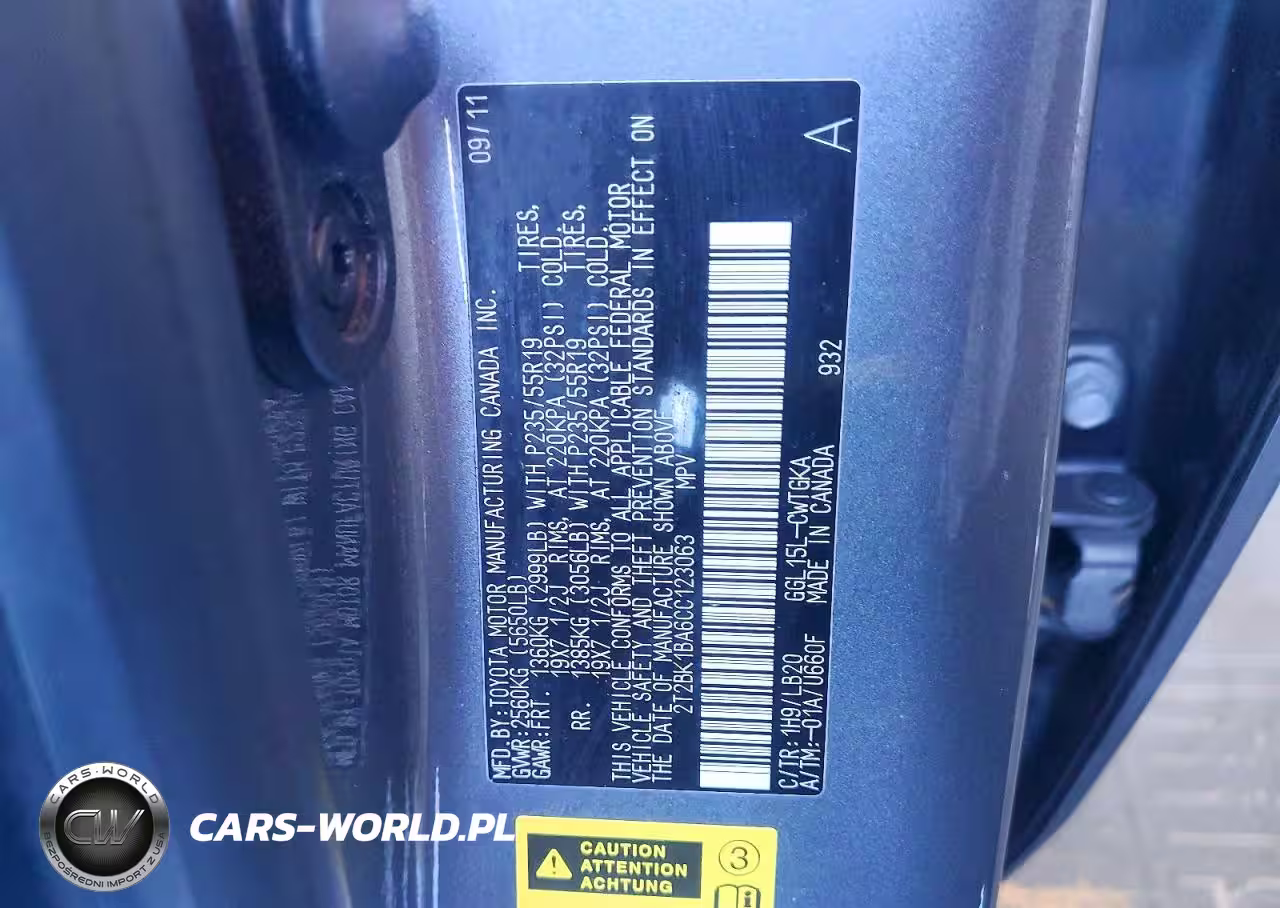 MFD.BY:TOYOTA MOTOR MANUFACTURING CANADA INC. 09/11
GVWR:2560KG (5650LB)
GAWR:FRT. 1360KG (2999LB) WITH P235/55R19 TIRES,
19X7 1/2J RIMS, AT 220KPA (32PSI) COLD.
RR. 1385KG (3056LB) WITH P235/55R19 TIRES,
19X7 1/2J RIMS, AT 220KPA (32PSI) COLD.
THIS VEHICLE CONFORMS TO ALL APPLICABLE FEDERAL MOTOR
VEHICLE SAFETY AND THEFT PREVENTION STANDARDS IN EFFECT ON
THE DATE OF MANUFACTURE SHOWN ABOVE.
2T2BK1BA6CC123063 MPV
C/TR:1H9/LB20 GGL15L-CWTGKA
A/TM:-01A/U660F MADE IN CANADA 932 A
CAUTION
ATTENTION
ACHTUNG
3
CARS-WORLD
CW
BEZPOŚREDNI IMPORT Z USA
CARS-WORLD.PL